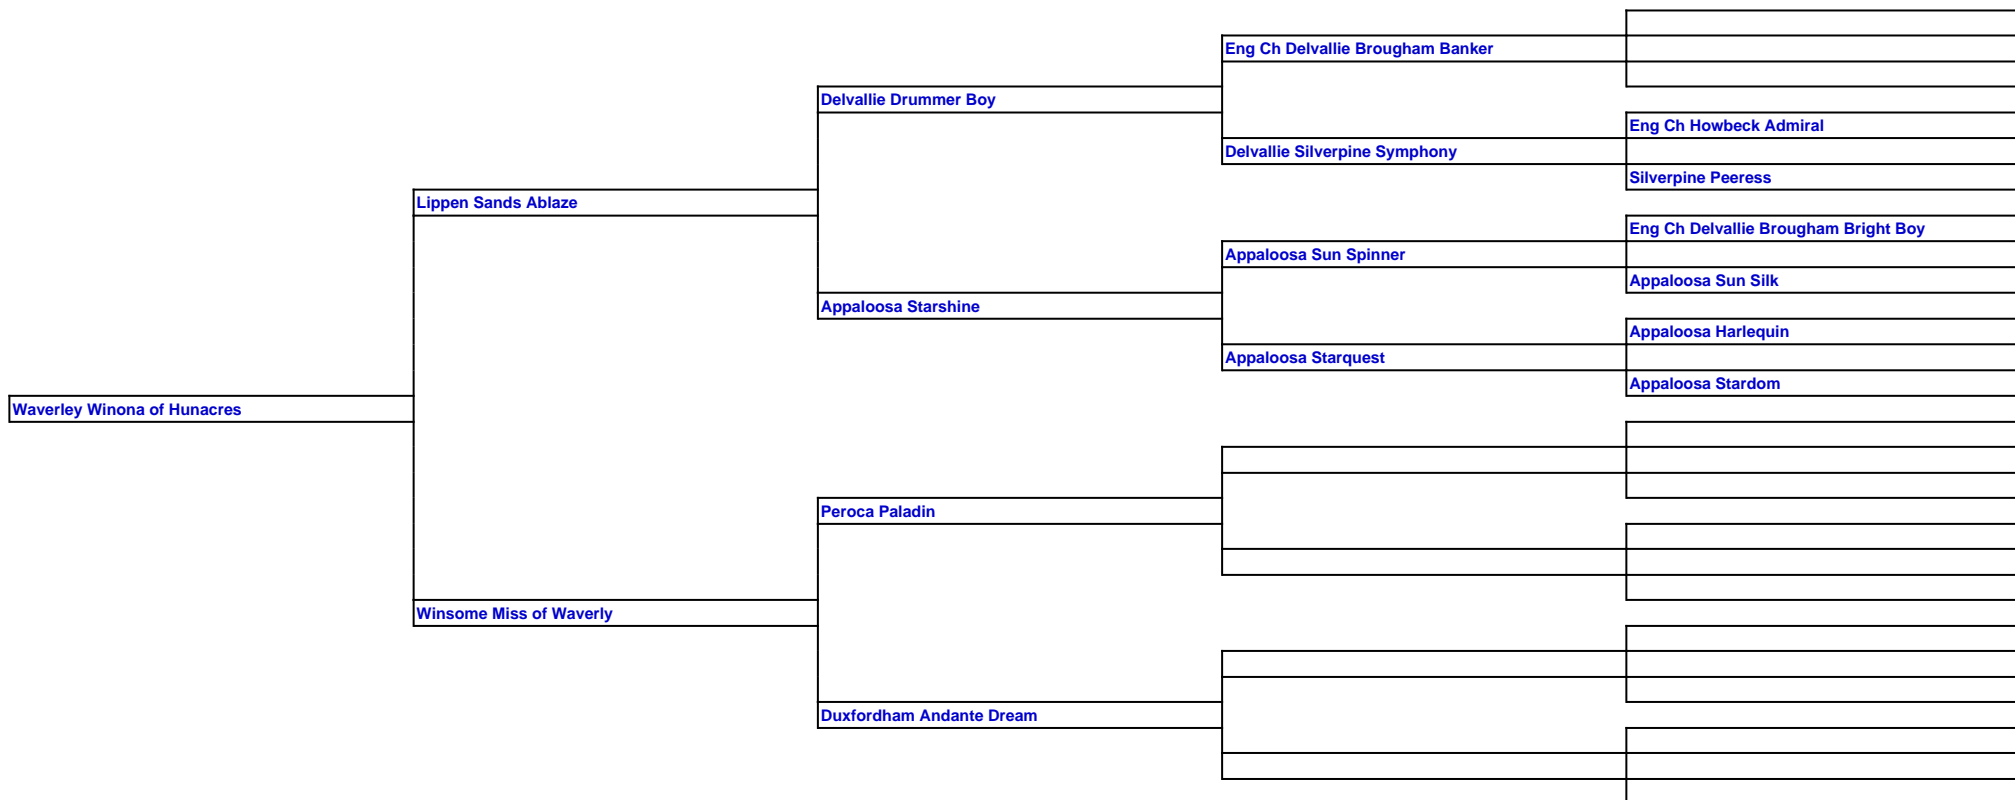 Eng Ch Delvallie Brougham Banker
Delvallie Drummer Boy
Eng Ch Howbeck Admiral
Delvallie Silverpine Symphony
Silverpine Peeress
Lippen Sands Ablaze
Eng Ch Delvallie Brougham Bright Boy
Appaloosa Sun Spinner
Appaloosa Sun Silk
Appaloosa Starshine
Appaloosa Harlequin
Appaloosa Starquest
Appaloosa Stardom
Waverley Winona of Hunacres
Peroca Paladin
Winsome Miss of Waverly
Duxfordham Andante Dream